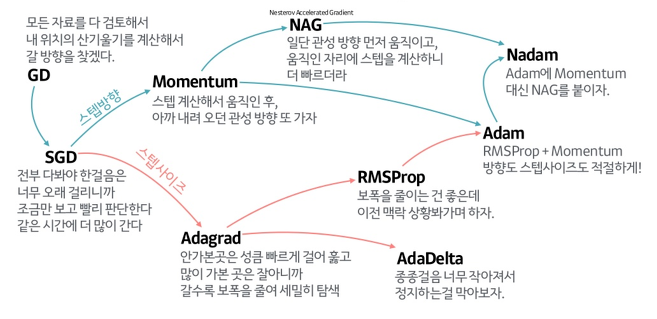 모든 자료를 다 검토해서
내 위치의 산기울기를 계산해서
갈 방향을 찾겠다.
GD
스텝방향
SGD
전부 다봐야 한걸음은
너무 오래 걸리니까
조금만 보고 빨리 판단한다
같은 시간에 더 많이 간다
Momentum
스텝 계산해서 움직인 후,
아까 내려 오던 관성 방향 또 가자
Nesterov Accelerated Gradient
NAG
일단 관성 방향 먼저 움직이고,
움직인 자리에 스텝을 계산하니
더 빠르더라
Nadam
Adam에 Momentum
대신 NAG를 붙이자.
Adam
RMSProp + Momentum
방향도 스텝사이즈도 적절하게!
스텝사이즈
RMSProp
보폭을 줄이는 건 좋은데
이전 맥락 상황봐가며 하자.
Adagrad
안가본곳은 성큼 빠르게 걸어 훑고
많이 가본 곳은 잘아니까
갈수록 보폭을 줄여 세밀히 탐색
AdaDelta
종종걸음 너무 작아져서
정지하는걸 막아보자.